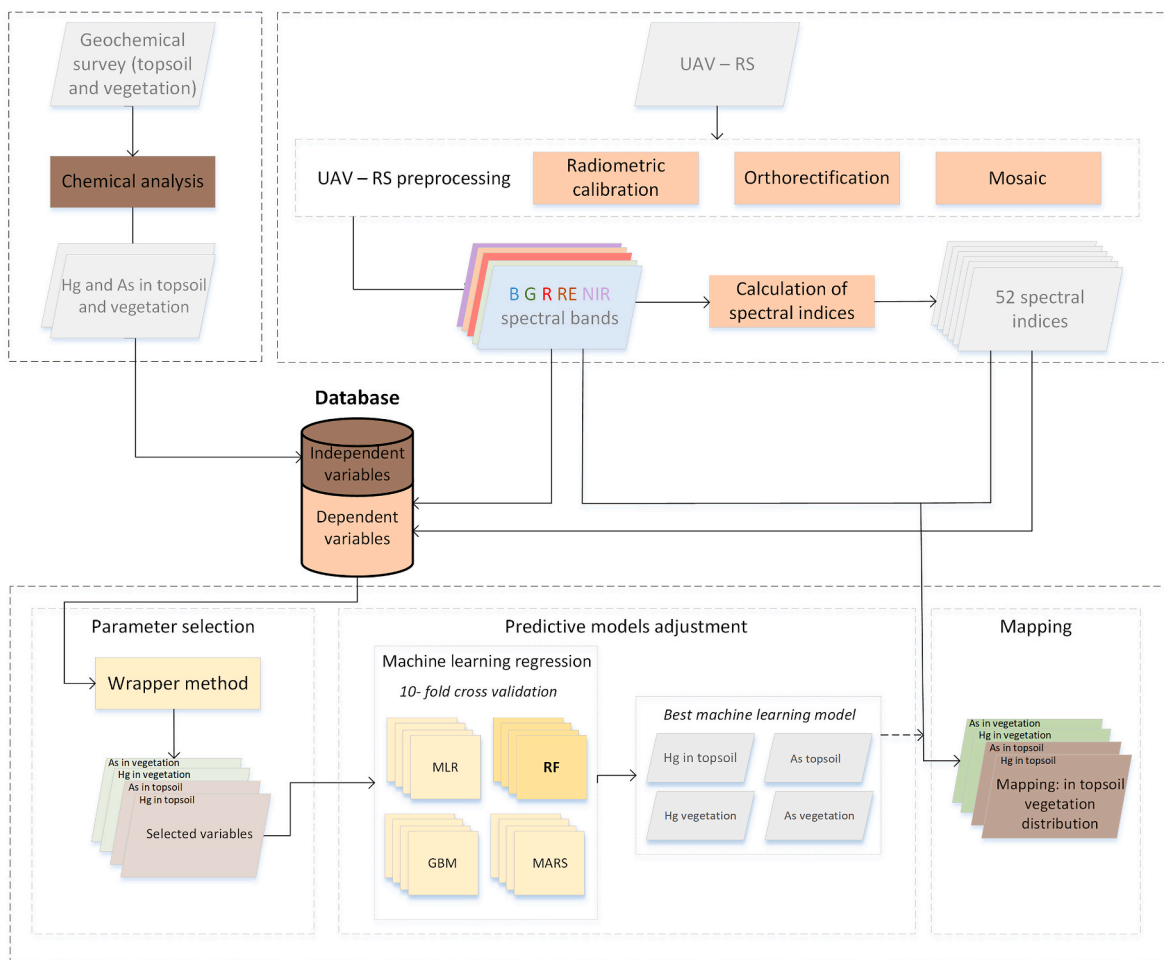 Geochemical
survey (topsoil
and vegetation)
Chemical analysis
Hg and As in topsoil
and vegetation
UAV – RS
UAV – RS preprocessing
Radiometric
calibration
Orthorectification
Mosaic
B G R RE NIR
spectral bands
Calculation of
spectral indices
52 spectral
indices
Database
Independent
variables
Dependent
variables
Parameter selection
Wrapper method
As in vegetation
Hg in vegetation
As in topsoil
Hg in topsoil
Selected variables
Predictive models adjustment
Machine learning regression
10- fold cross validation
MLR
RF
GBM
MARS
Best machine learning model
Hg in topsoil
As topsoil
Hg vegetation
As vegetation
Mapping
As in vegetation
Hg in vegetation
As in topsoil
Hg in topsoil
Mapping: in topsoil
vegetation
distribution